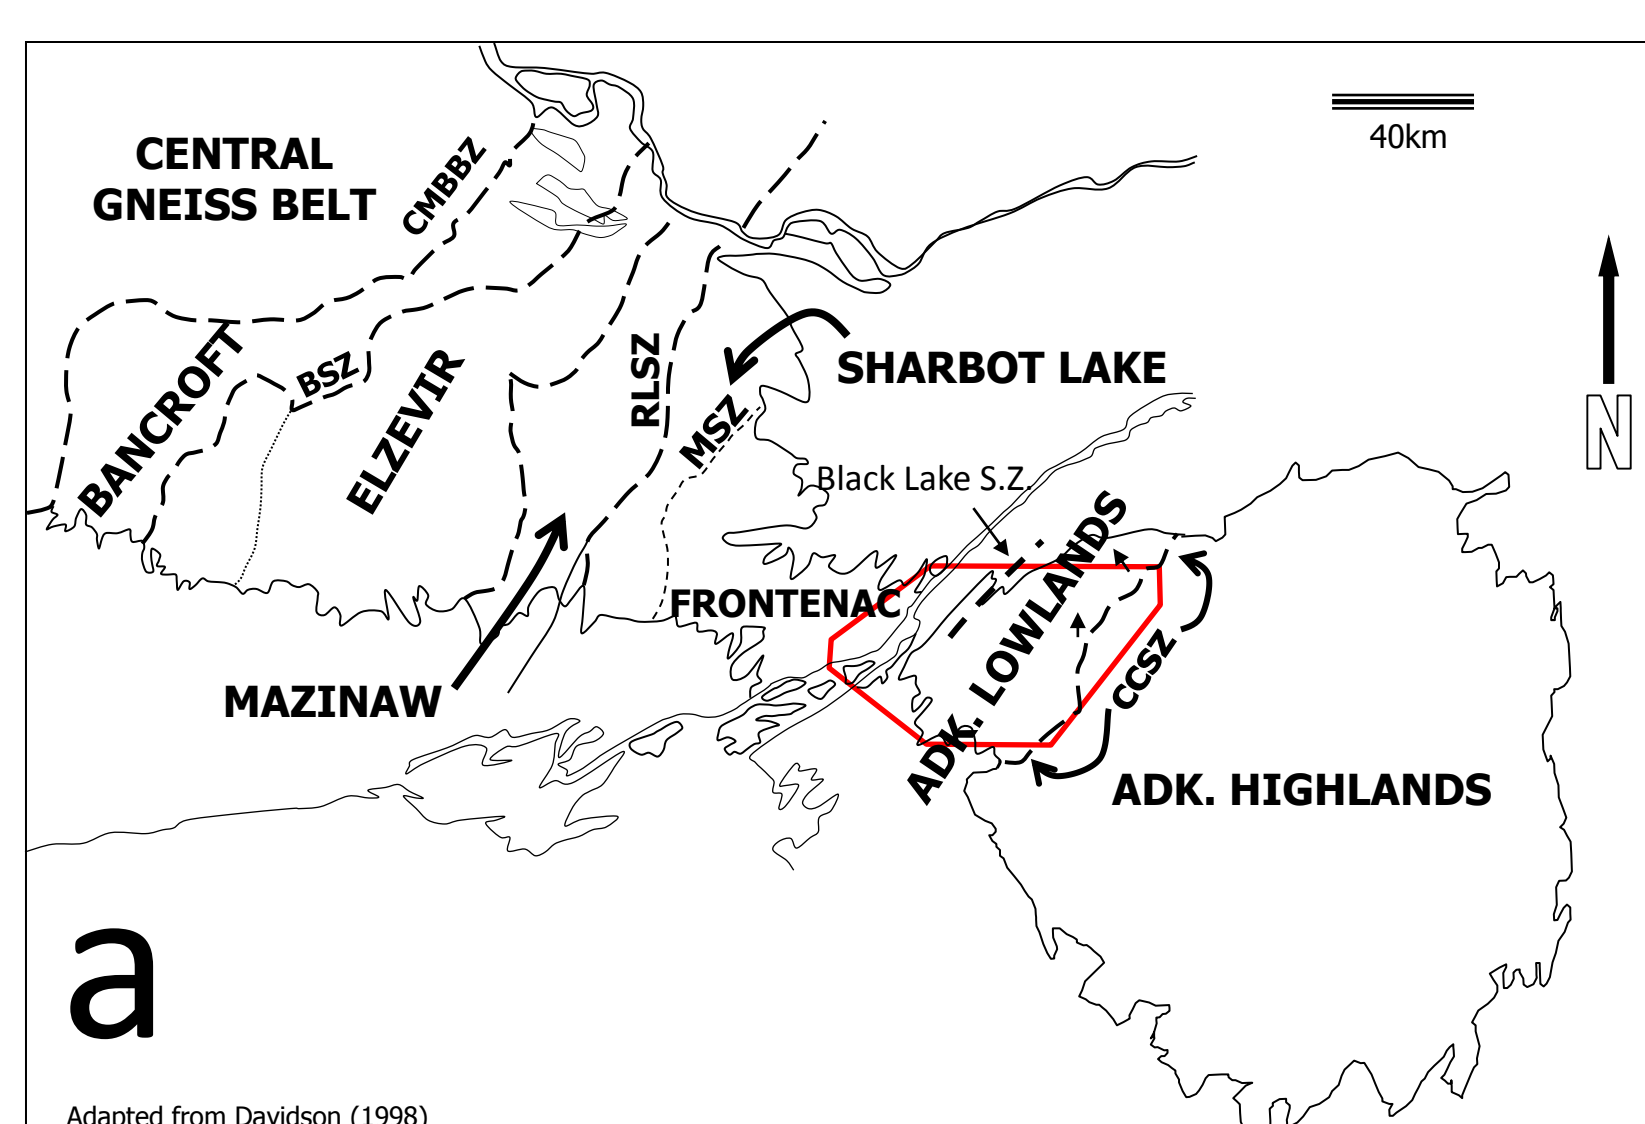 CENTRAL
GNEISS BELT
CMBBZ
40km
BANCROFT
BSZ
ELZEVIR
RLSZ
MSZ
SHARBOT LAKE
N
Black Lake S.Z.
FRONTENAC
ADK. LOWLANDS
CCSZ
MAZINAW
ADK. HIGHLANDS
a
Adapted from Davidson (1998)